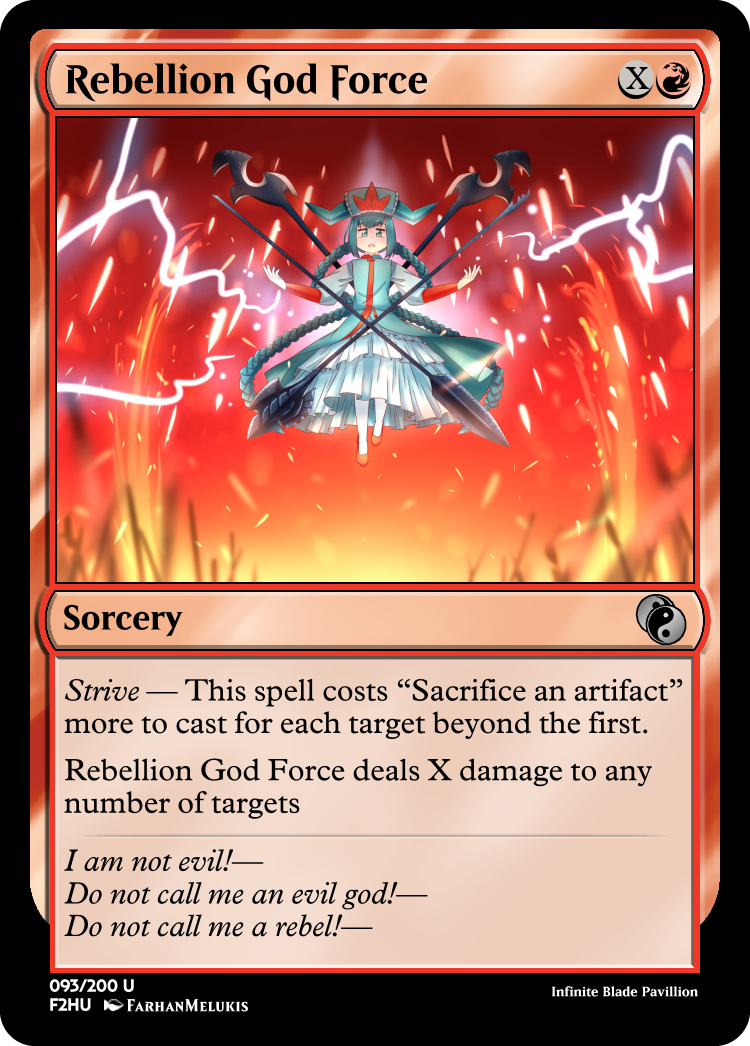 Rebellion God Force
X
Sorcery
Strive — This spell costs “Sacrifice an artifact”
more to cast for each target beyond the first.
Rebellion God Force deals X damage to any
number of targets
I am not evil!—
Do not call me an evil god!—
Do not call me a rebel!—
093/200 U
F2HU FarhanMelukis
Infinite Blade Pavillion